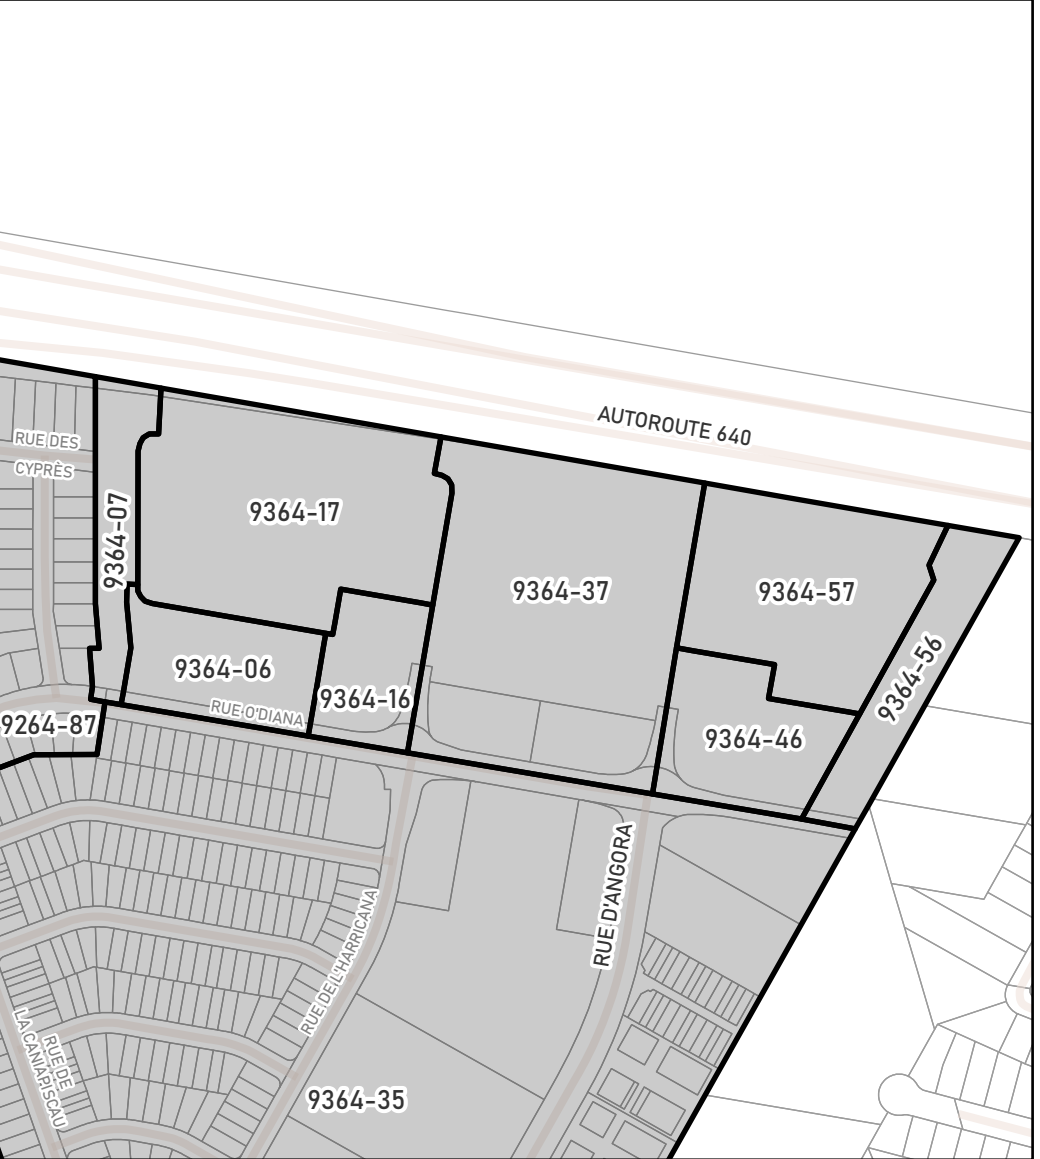 AUTOROUTE 640
RUE DES
CYPRÈS
9364-07
9364-17
9364-37
9364-57
9364-56
9364-06
9364-16
RUE O'DIANA
9264-87
9364-46
RUE D'ANGORA
RUE DE L'HARRICANA
RUE DE
LA CANIAPISCAU
9364-35